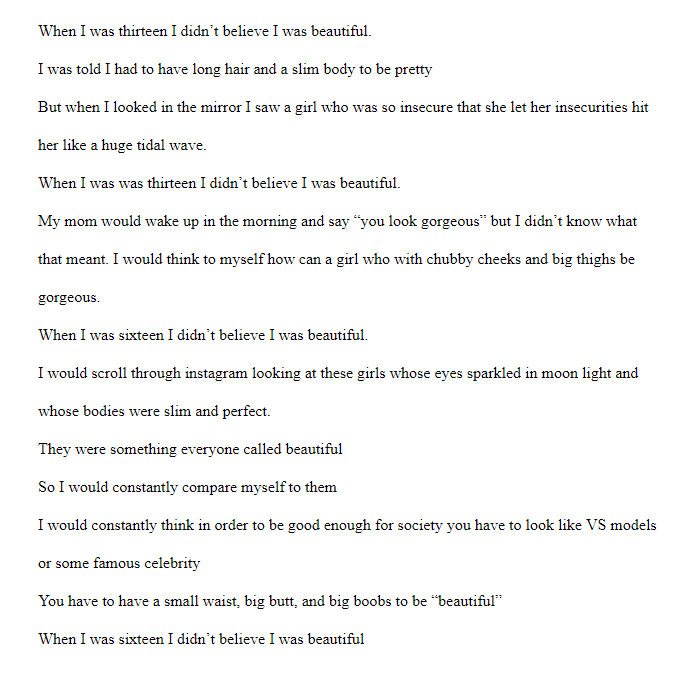 When I was thirteen I didn’t believe I was beautiful.
I was told I had to have long hair and a slim body to be pretty
But when I looked in the mirror I saw a girl who was so insecure that she let her insecurities hit
her like a huge tidal wave.
When I was was thirteen I didn’t believe I was beautiful.
My mom would wake up in the morning and say “you look gorgeous” but I didn’t know what
that meant. I would think to myself how can a girl who with chubby cheeks and big thighs be
gorgeous.
When I was sixteen I didn’t believe I was beautiful.
I would scroll through instagram looking at these girls whose eyes sparkled in moon light and
whose bodies were slim and perfect.
They were something everyone called beautiful
So I would constantly compare myself to them
I would constantly think in order to be good enough for society you have to look like VS models
or some famous celebrity
You have to have a small waist, big butt, and big boobs to be “beautiful”
When I was sixteen I didn’t believe I was beautiful